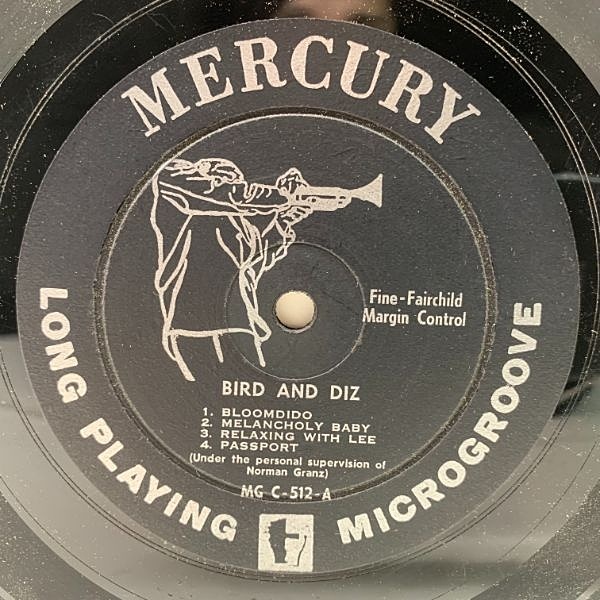 MERCURY
Fine-Fairchild
Margin Control
BIRD AND DIZ
1. BLOOMDIDO
2. MELANCHOLY BABY
3. RELAXING WITH LEE
4. PASSPORT
(Under the personal supervision of
Norman Granz)
MG C-512-A
LONG PLAYING MICROGROOVE